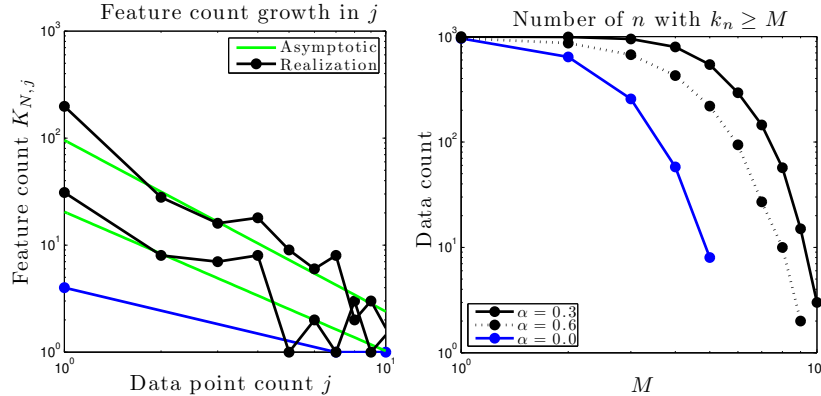 Feature count growth in j
Feature count K_{N,j}
10^3
10^2
10^1
10^0
Asymptotic
Realization
10^0
10^1
Data point count j
Number of n with k_n ≥ M
Data count
10^3
10^2
10^1
10^0
α = 0.3
α = 0.6
α = 0.0
10^0
10^1
M